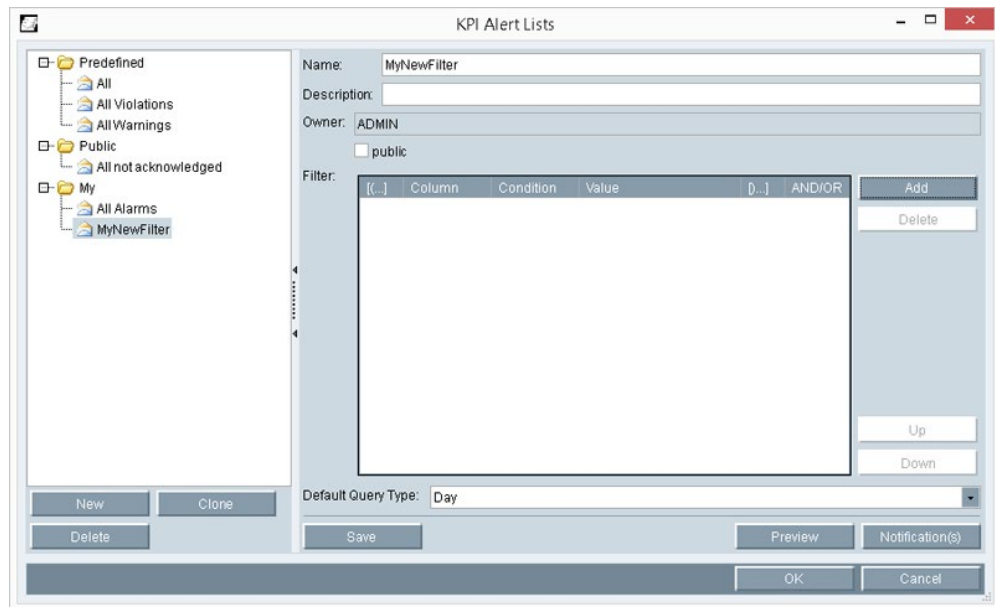 KPI Alert Lists
Predefined
All
All Violations
All Warnings
Public
All not acknowledged
My
All Alarms
MyNewFilter
New
Clone
Delete
Name: MyNewFilter
Description:
Owner: ADMIN
public
Filter:
[(...] Column Condition Value [)...] AND/OR
Add
Delete
Up
Down
Default Query Type: Day
Save
Preview
Notification(s)
OK
Cancel